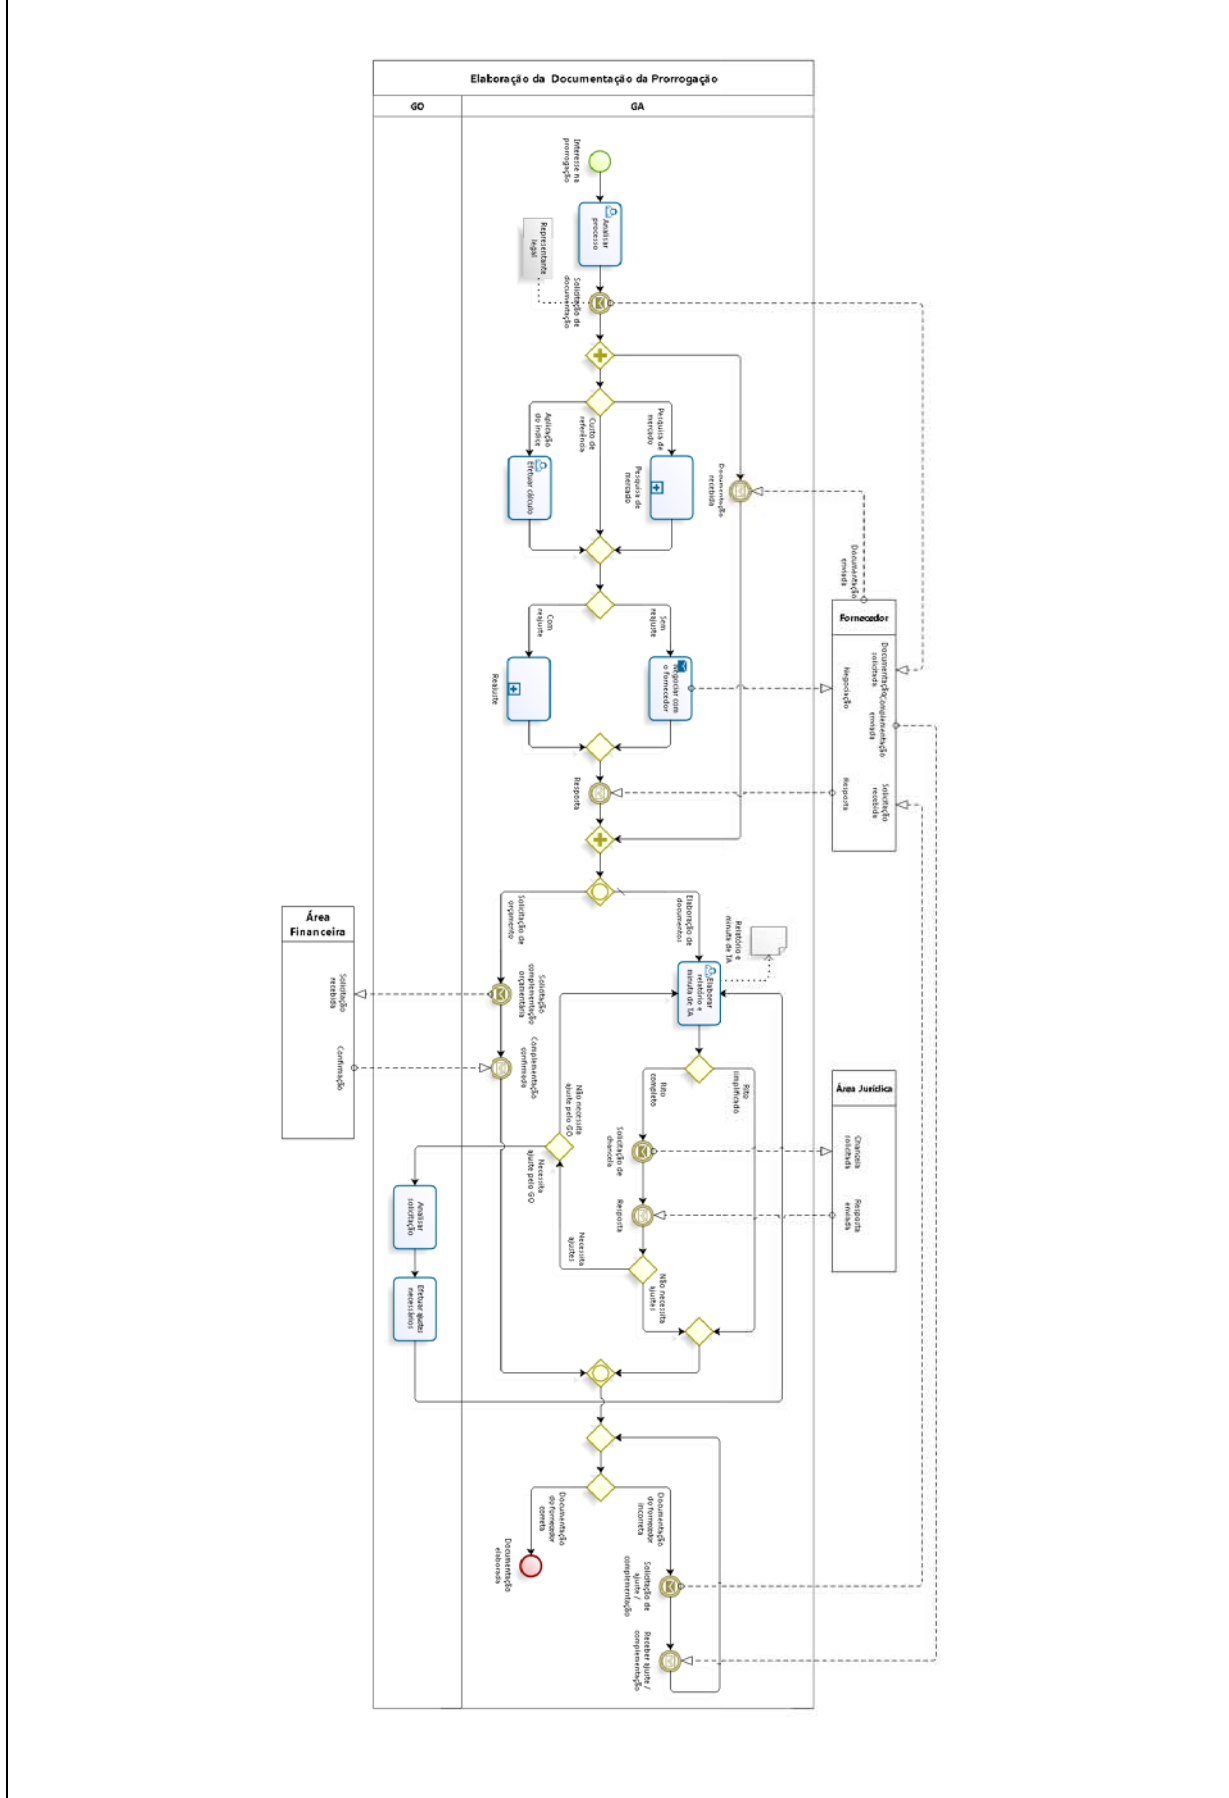 Elaboração da Documentação da Prorrogação
GO
GA
Interesse na
prorrogação
Analisar
processo
Representante
legal
Solicitação de
documentação
Pesquisa de
mercado
Custo de
referência
Aplicação
do índice
Pesquisa de
mercado
Efetuar cálculo
Documentação
recebida
Documentação
enviada
Fornecedor
Documentação
solicitada
Negociação
Complementação
enviada
Solicitação
recebida
Resposta
Sem
reajuste
Com
reajuste
Negociar com
o fornecedor
Reajuste
Resposta
Elaboração de
documentos
Solicitação de
orçamento
Relatório e
minuta de TA
Elaborar
relatório e
minuta de TA
Área
Financeira
Solicitação
recebida
Confirmação
Solicitação
complementação
orçamentária
Complementação
confirmada
Rito
simplificado
Rito
completo
Área Jurídica
Chancela
solicitada
Resposta
enviada
Solicitação de
chancela
Resposta
Não necessita
ajuste pelo GO
Necessita
ajuste pelo GO
Necessita
ajustes
Não necessita
ajustes
Analisar
solicitação
Efetuar ajustes
necessários
Documentação
do fornecedor
incorreta
Documentação
do fornecedor
correta
Documentação
elaborada
Solicitação de
ajuste /
complementação
Receber ajuste /
complementação